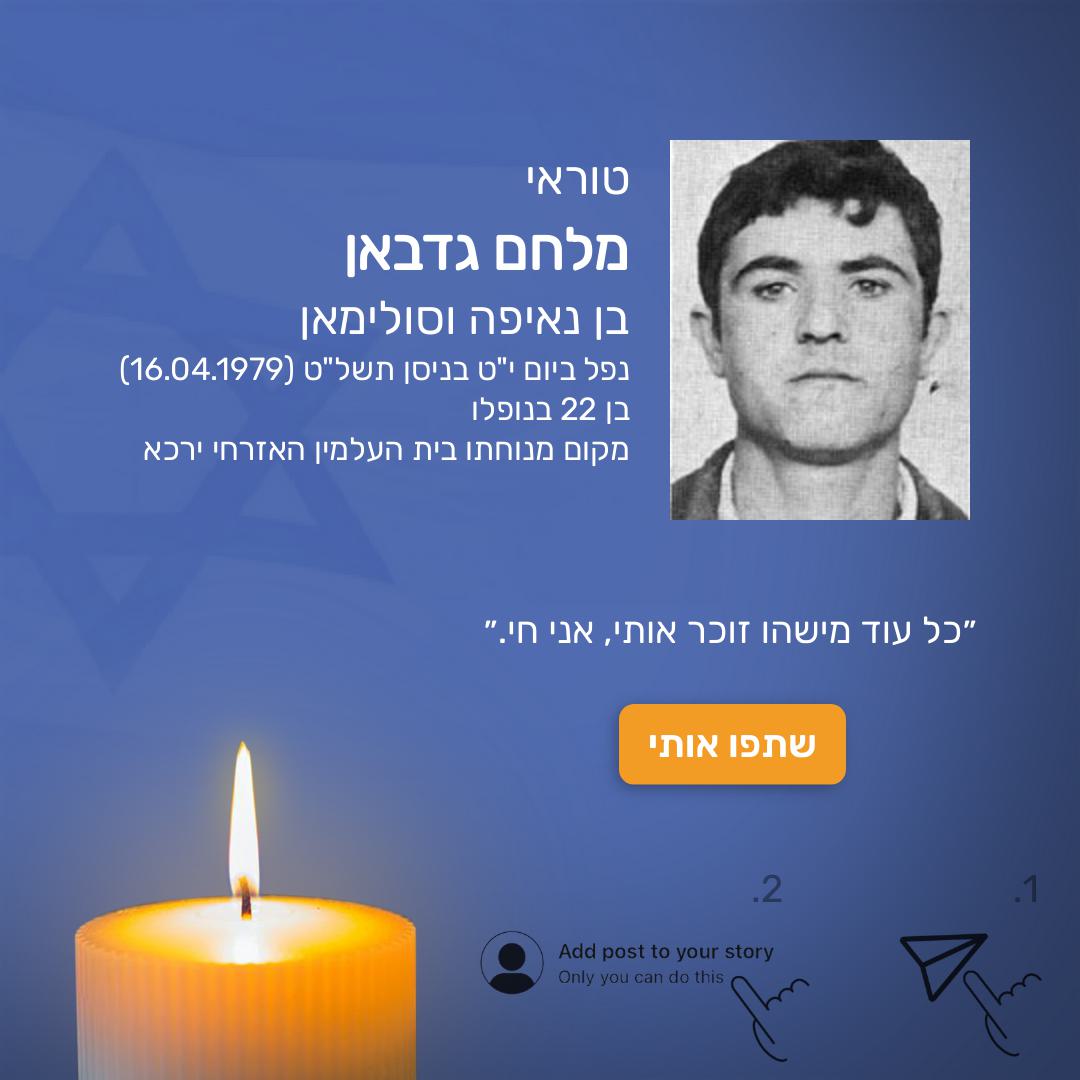 טוראי
מלחם גדבאן
בן נאיפה וסולימאן
נפל ביום י"ט בניסן תשל"ט (16.04.1979)
בן 22 בנופלו
מקום מנוחתו בית העלמין האזרחי ירכא
״כל עוד מישהו זוכר אותי, אני חי.״
שתפו אותי
1.
2.
Add post to your story
Only you can do this